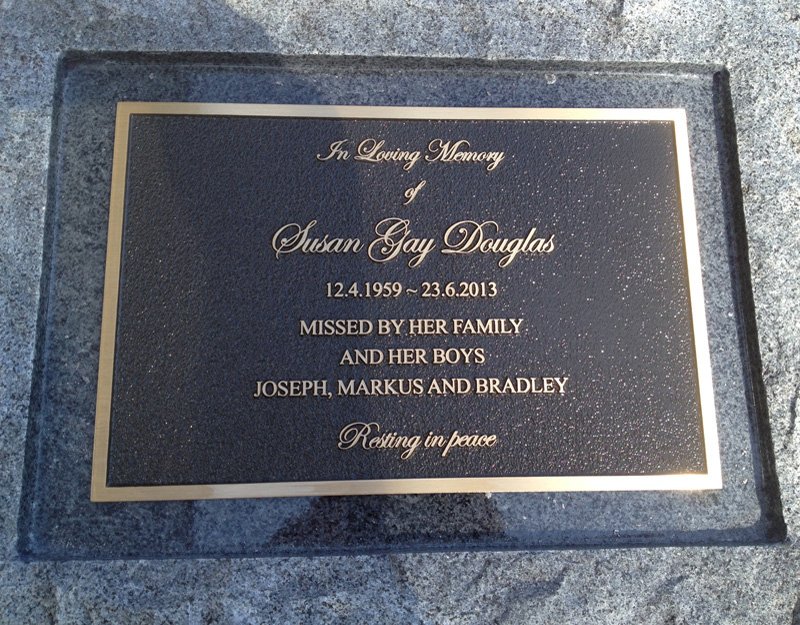 In Loving Memory
of
Susan Gay Douglas
12.4.1959 ~ 23.6.2013
MISSED BY HER FAMILY
AND HER BOYS
JOSEPH, MARKUS AND BRADLEY
Resting in peace